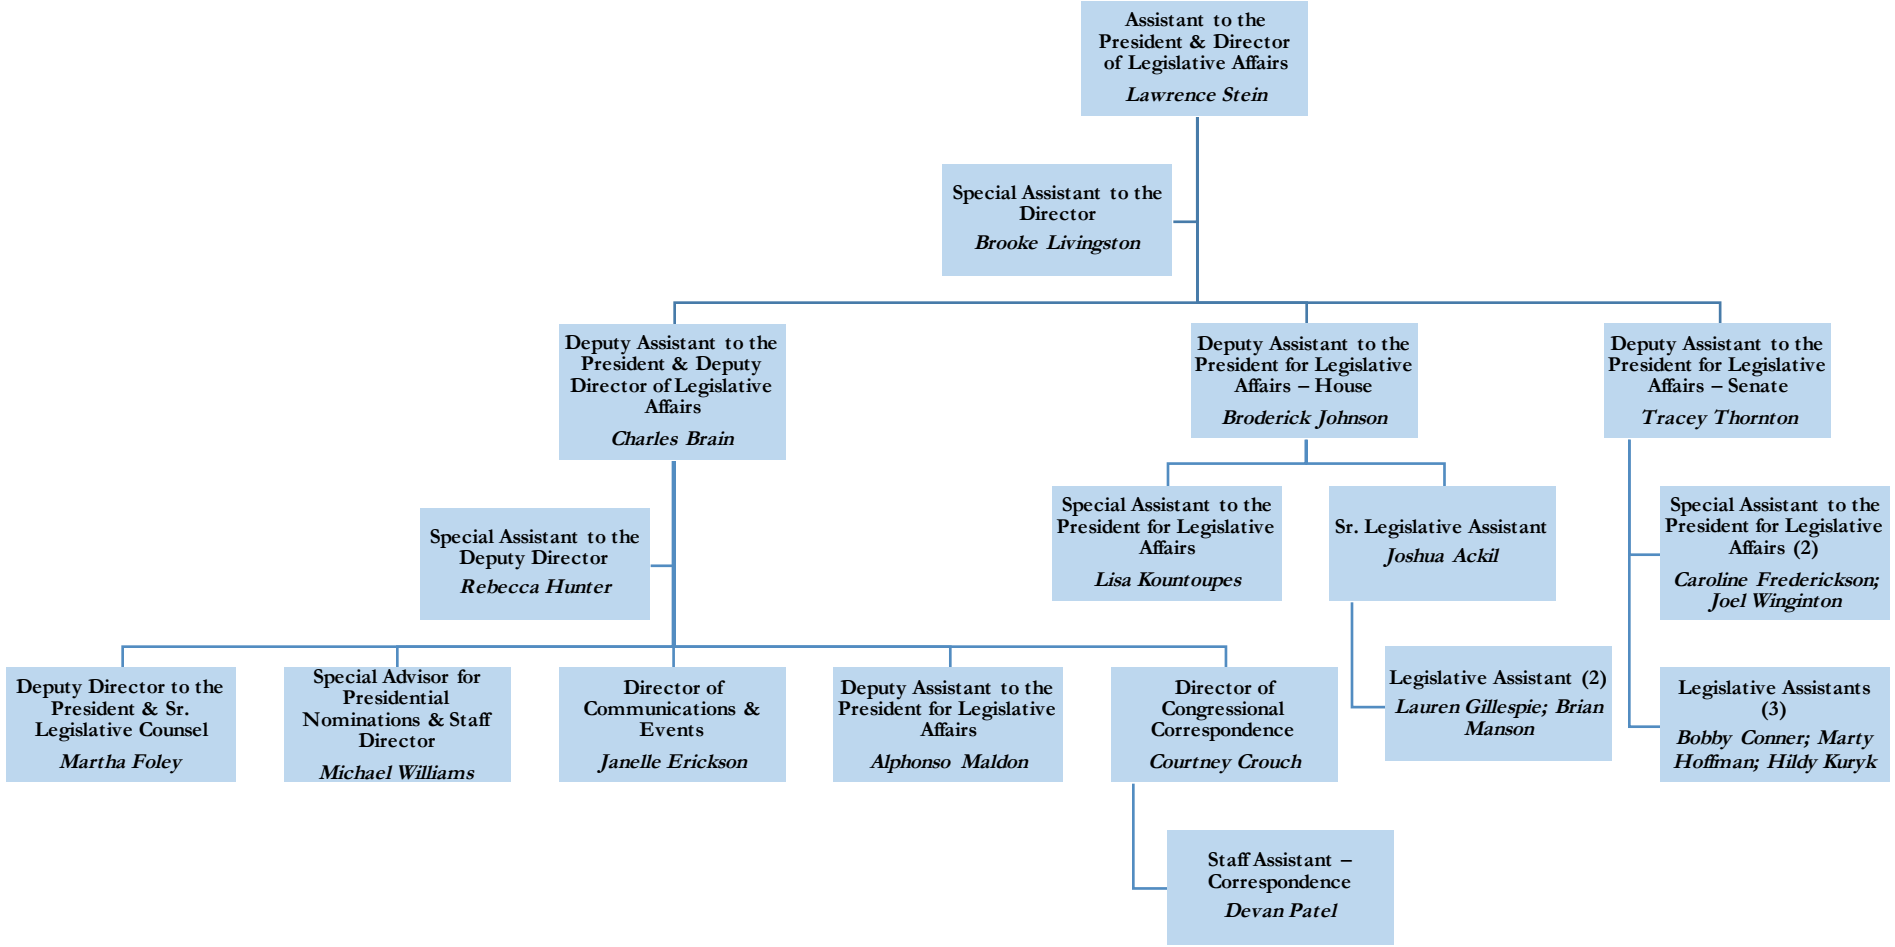 Assistant to the
President & Director
of Legislative Affairs
Lawrence Stein
Special Assistant to the
Director
Brooke Livingston
Deputy Assistant to the
President & Deputy
Director of Legislative
Affairs
Charles Brain
Deputy Assistant to the
President for Legislative
Affairs – House
Broderick Johnson
Deputy Assistant to the
President for Legislative
Affairs – Senate
Tracey Thornton
Special Assistant to the
Deputy Director
Rebecca Hunter
Special Assistant to the
President for Legislative
Affairs
Lisa Kountoupes
Sr. Legislative Assistant
Joshua Ackil
Special Assistant to the
President for Legislative
Affairs (2)
Caroline Frederickson;
Joel Winginton
Deputy Director to the
President & Sr.
Legislative Counsel
Martha Foley
Special Advisor for
Presidential
Nominations & Staff
Director
Michael Williams
Director of
Communications &
Events
Janelle Erickson
Deputy Assistant to the
President for Legislative
Affairs
Alphonso Maldon
Director of
Congressional
Correspondence
Courtney Crouch
Legislative Assistant (2)
Lauren Gillespie; Brian
Manson
Legislative Assistants
(3)
Bobby Conner; Marty
Hoffman; Hildy Kuryk
Staff Assistant –
Correspondence
Devan Patel